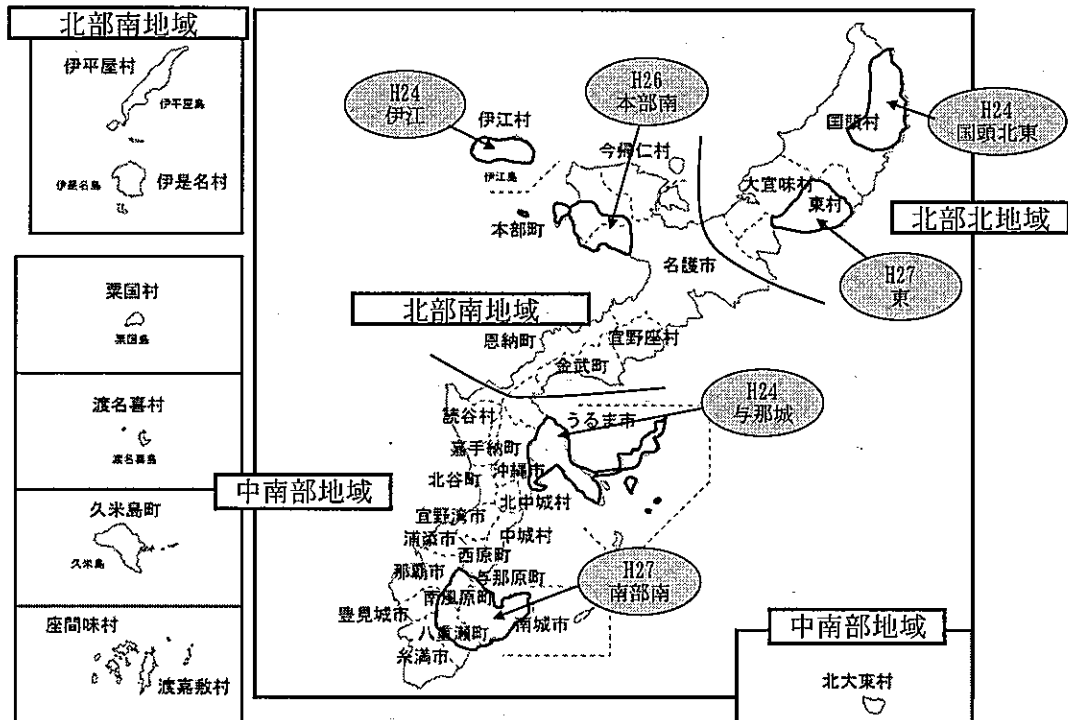 北部南地域
伊平屋村
伊平屋島
伊是名島
伊是名村
粟国村
粟国島
渡名喜村
渡名喜島
久米島町
久米島
座間味村
渡嘉敷村
H24
伊江
伊江村
伊江島
H26
本部南
今帰仁村
本部町
国頭村
H24
国頭北東
大宜味村
東村
北部北地域
名護市
H27
東
北部南地域
恩納町
宜野座村
金武町
H24
与那城
うるま市
読谷村
嘉手納町
沖縄市
北谷町
中南部地域
北中城村
宜野湾市
中城村
浦添市
西原町
那覇市
与那原町
H27
南部南
南風原町
豊見城市
南城市
八重瀬町
糸満市
中南部地域
北大東村